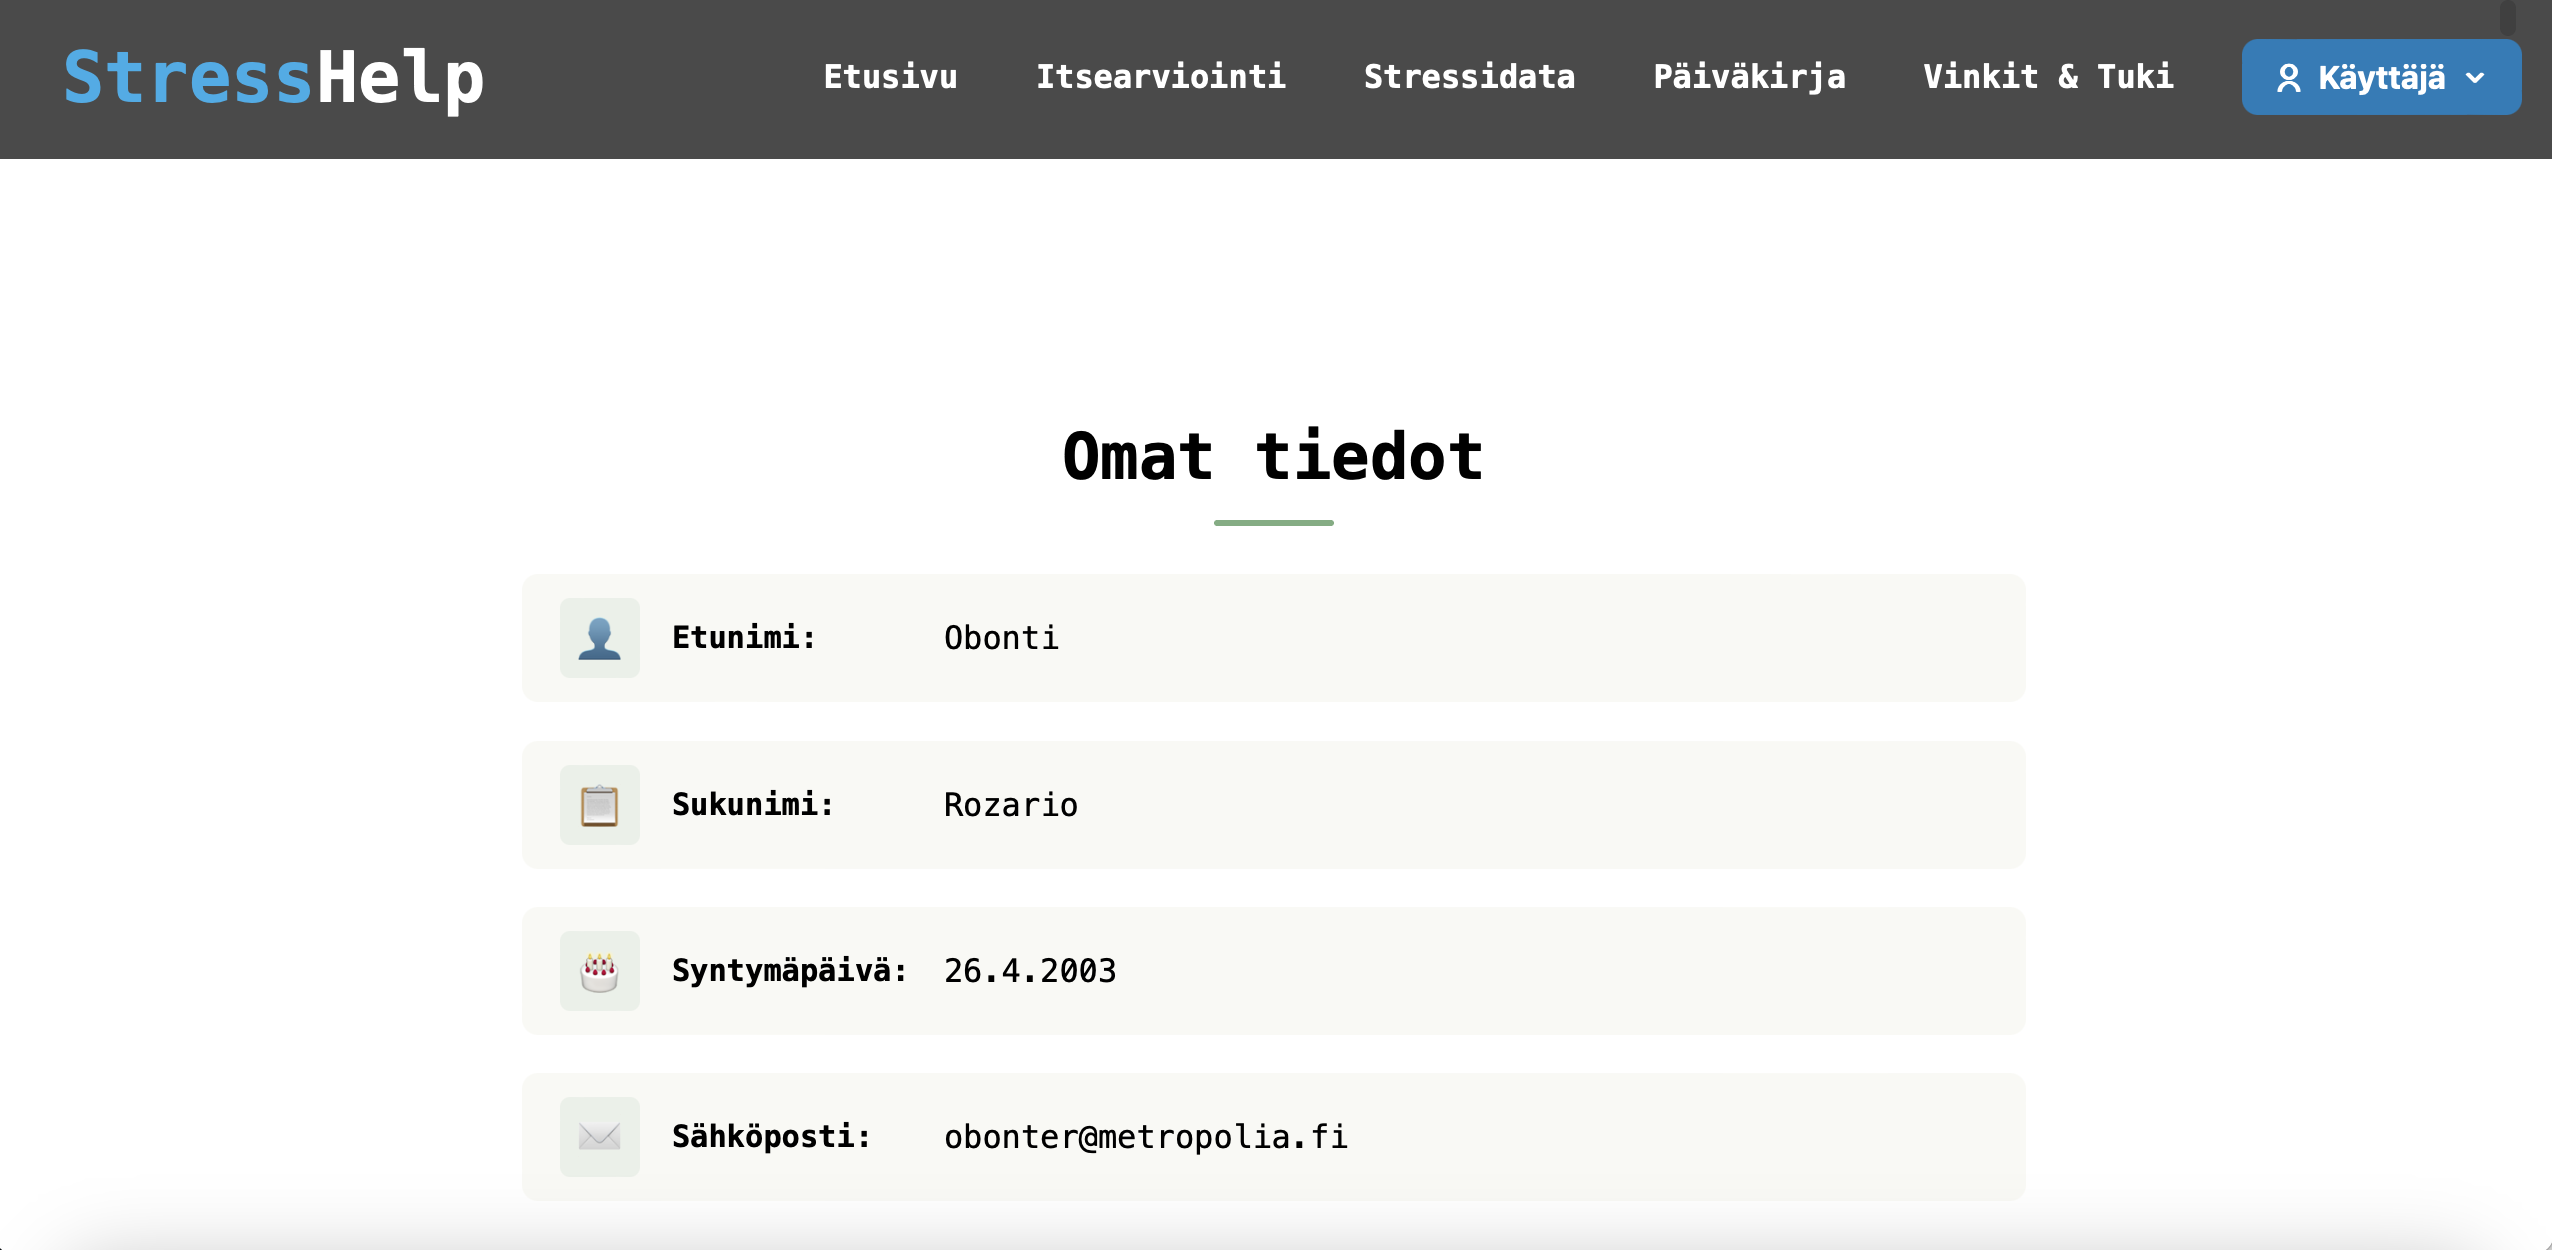 StressHelp
Etusivu Itsearviointi Stressidata Päiväkirja Vinkit & Tuki Käyttäjä
Omat tiedot
Etunimi: Obonti
Sukunimi: Rozario
Syntymäpäivä: 26.4.2003
Sähköposti: obonter@metropolia.fi